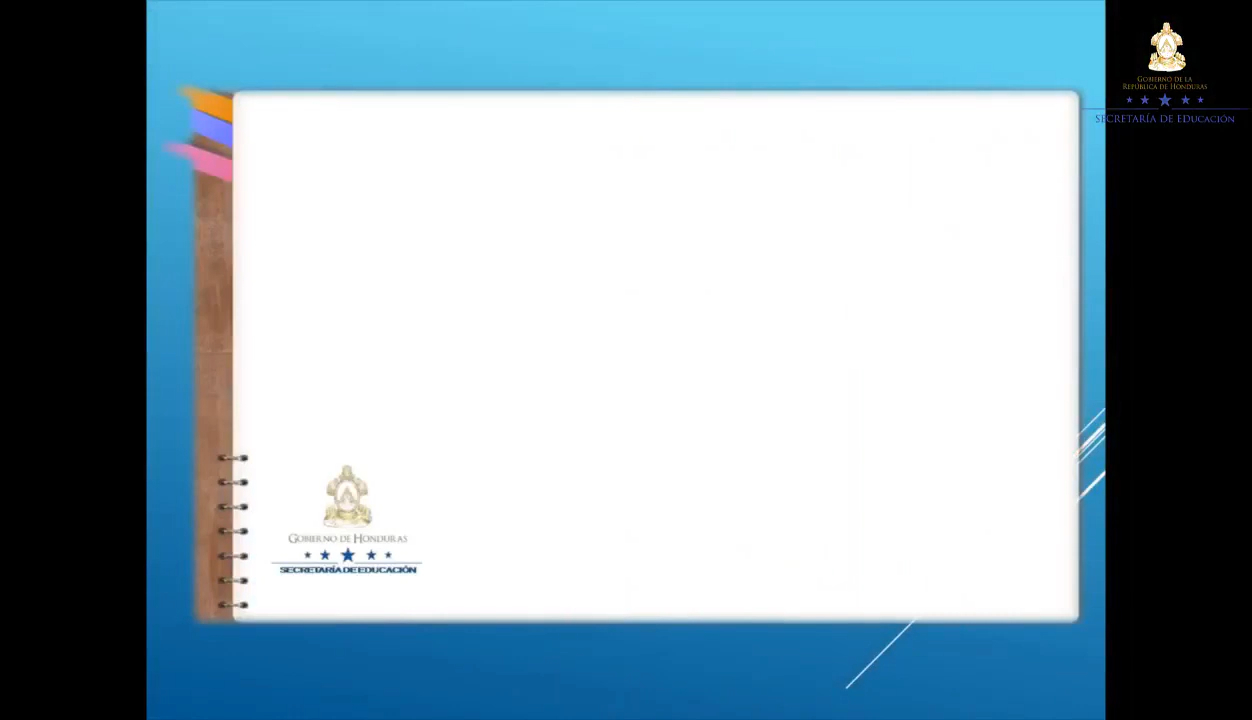 GOBIERNO DE LA
REPÚBLICA DE HONDURAS
SECRETARÍA DE EDUCACIÓN
GOBIERNO DE HONDURAS
SECRETARÍA DE EDUCACIÓN